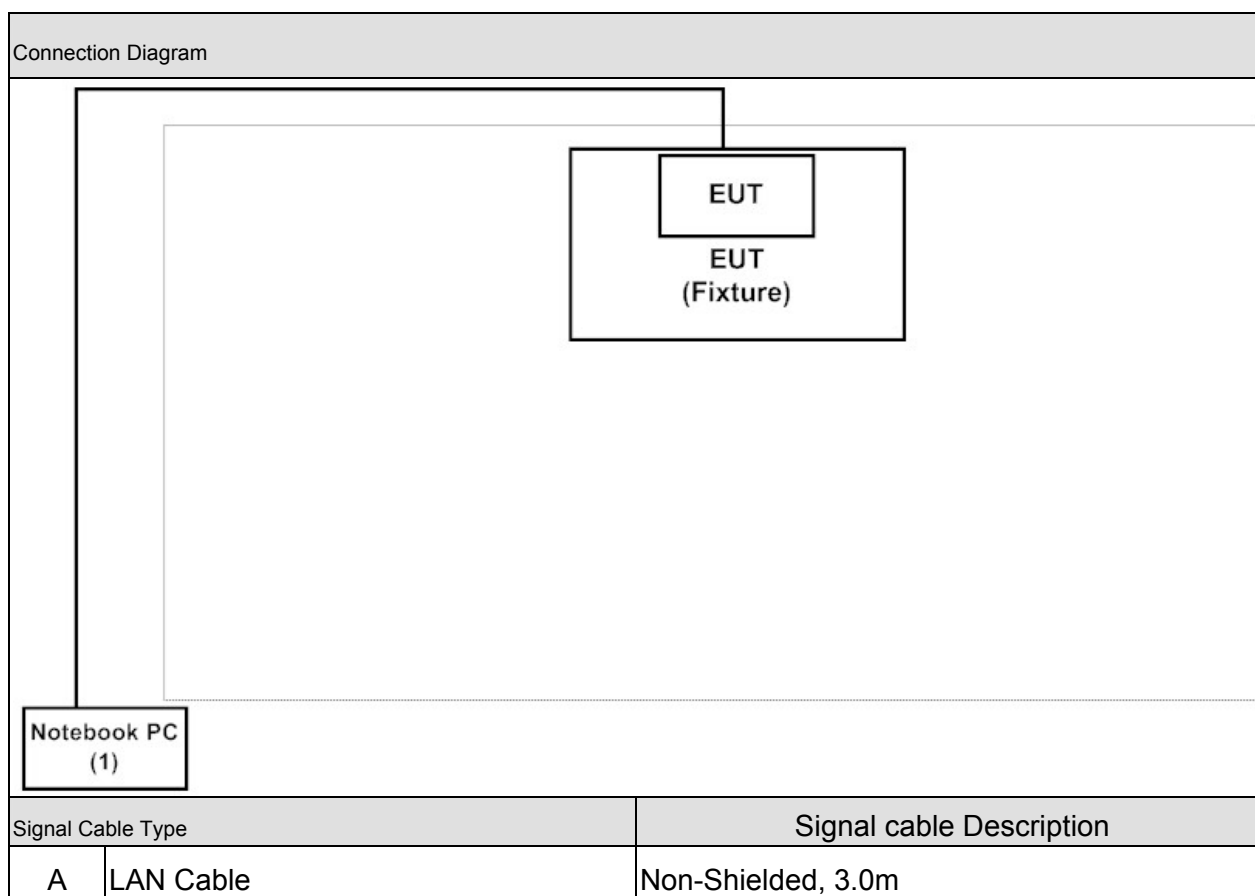 Connection Diagram
EUT
EUT
(Fixture)
Notebook PC
(1)
Signal Cable Type Signal cable Description
A LAN Cable Non-Shielded, 3.0m